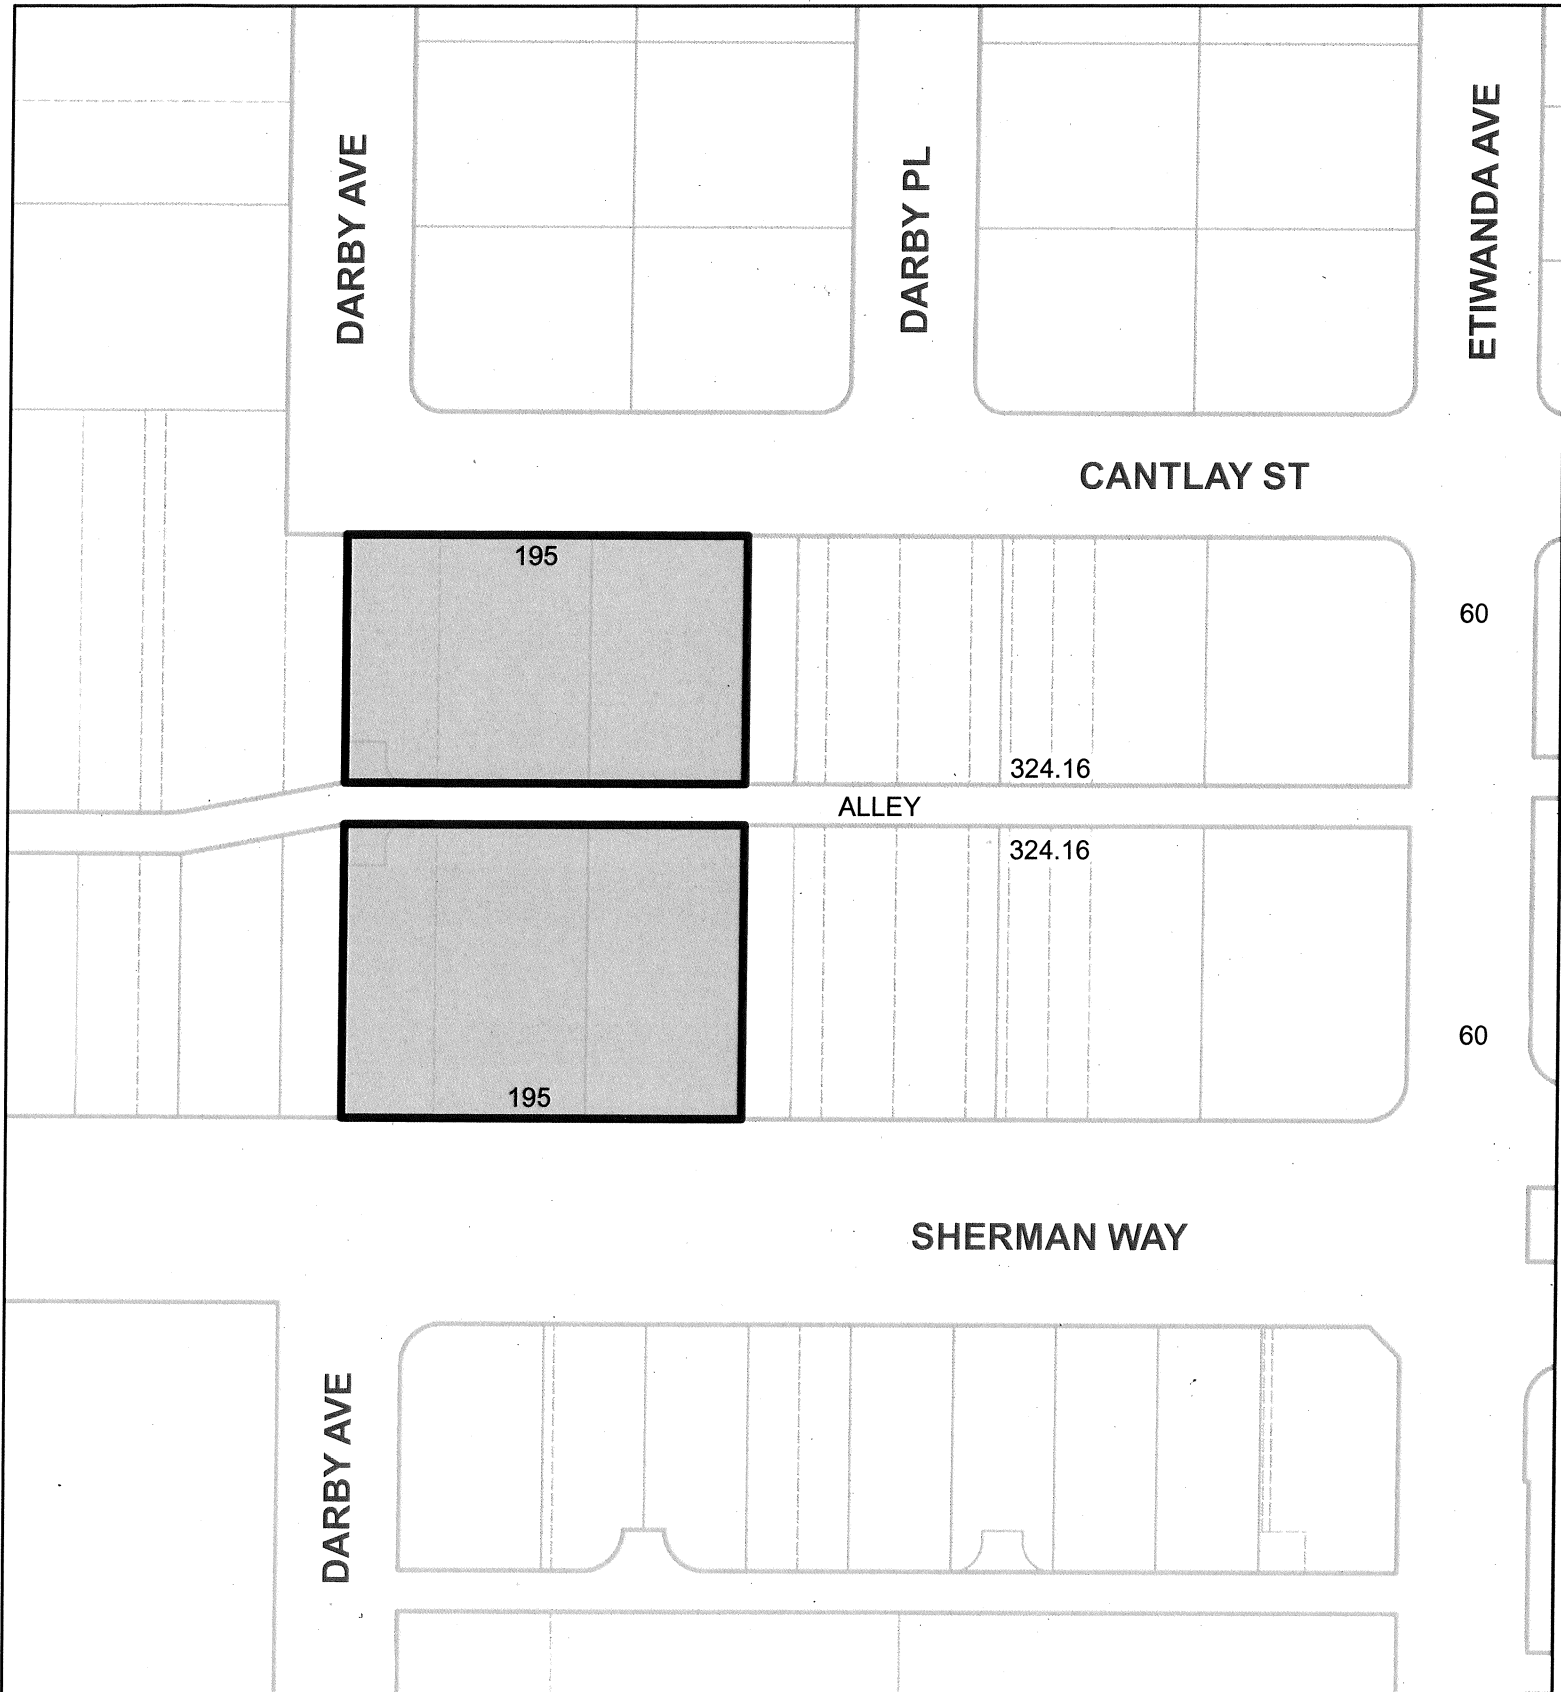 DARBY AVE
DARBY PL
ETIWANDA AVE
CANTLAY ST
195
60
324.16
ALLEY
324.16
60
195
SHERMAN WAY
DARBY AVE